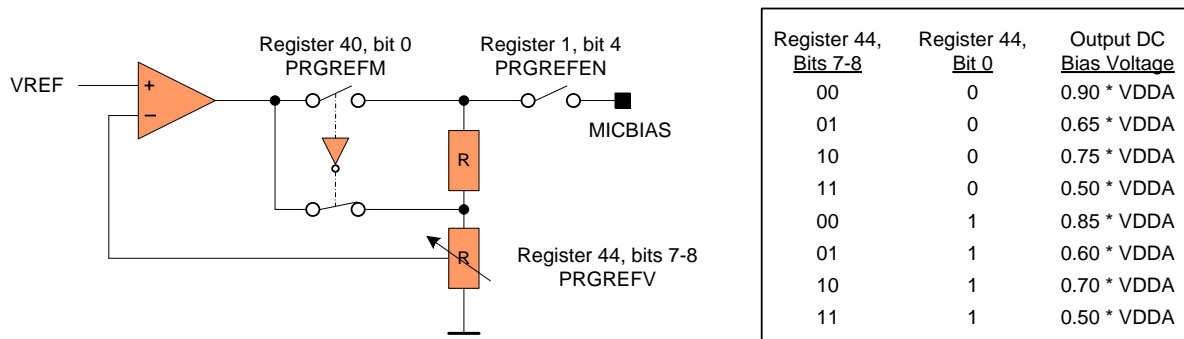 Register 40, bit 0
PRGREFM
Register 1, bit 4
PRGREFEN
VREF
+
−
MICBIAS
R
R
Register 44, bits 7-8
PRGREFV
Register 44, Register 44, Output DC
Bits 7-8 Bit 0 Bias Voltage
00 0 0.90 * VDDA
01 0 0.65 * VDDA
10 0 0.75 * VDDA
11 0 0.50 * VDDA
00 1 0.85 * VDDA
01 1 0.60 * VDDA
10 1 0.70 * VDDA
11 1 0.50 * VDDA